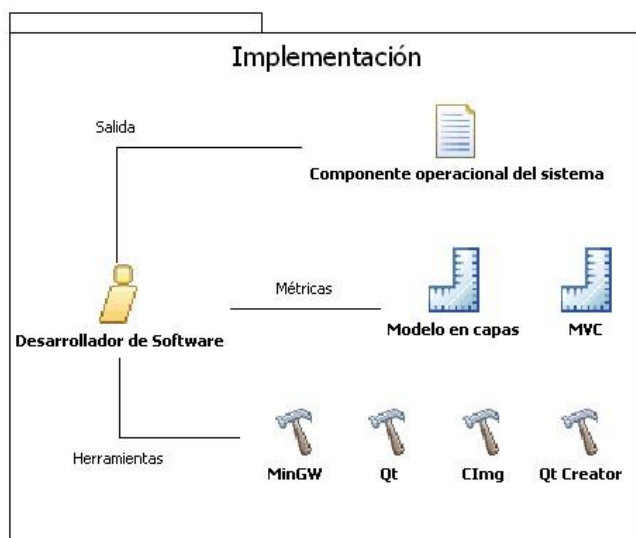 Implementación
Salida
Componente operacional del sistema
Métricas
Desarrollador de Software
Modelo en capas
MVC
Herramientas
MinGW
Qt
CImg
Qt Creator